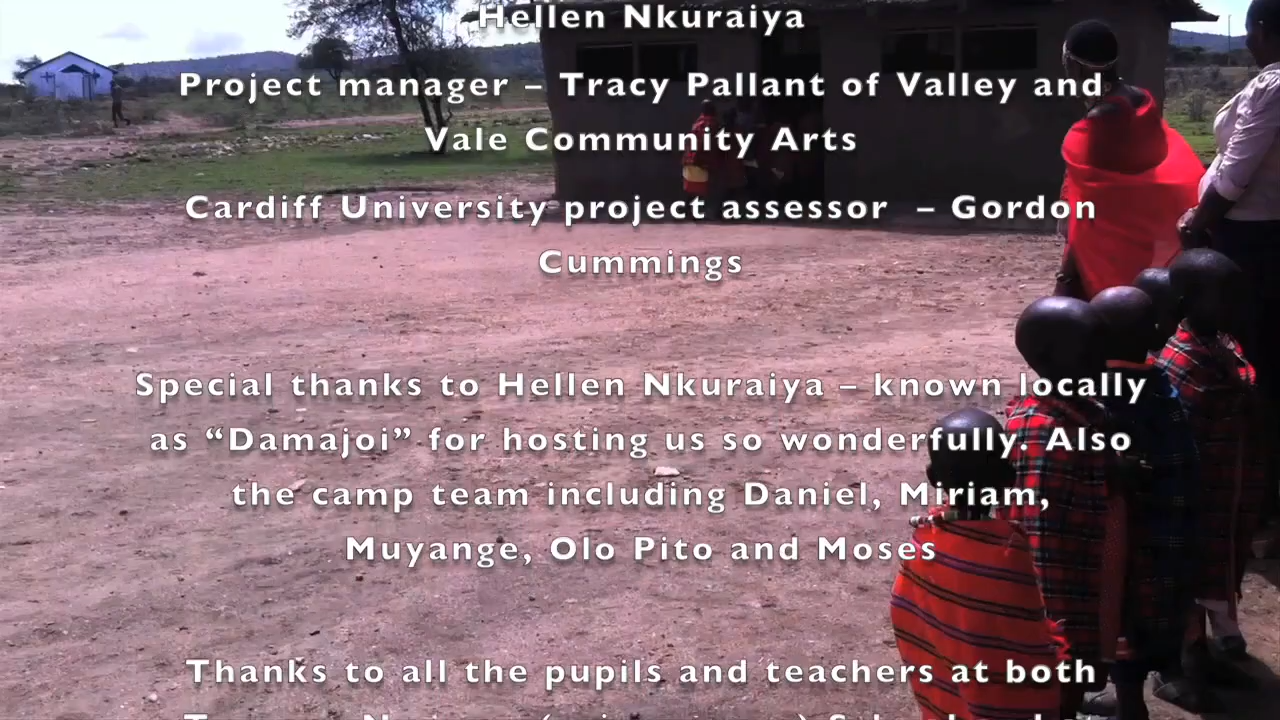 Hellen Nkuraiya
Project manager – Tracy Pallant of Valley and
Vale Community Arts
Cardiff University project assessor – Gordon
Cummings
Special thanks to Hellen Nkuraiya – known locally
as “Damajoi” for hosting us so wonderfully. Also
the camp team including Daniel, Miriam,
Muyange, Olo Pito and Moses
Thanks to all the pupils and teachers at both